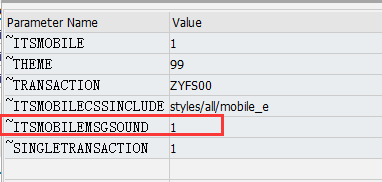 Parameter Name Value
~ITSMOBILE 1
~THEME 99
~TRANSACTION ZYFS00
~ITSMOBILECSSINCLUDE styles/all/mobile_e
~ITSMOBILEMSGSOUND 1
~SINGLETRANSACTION 1